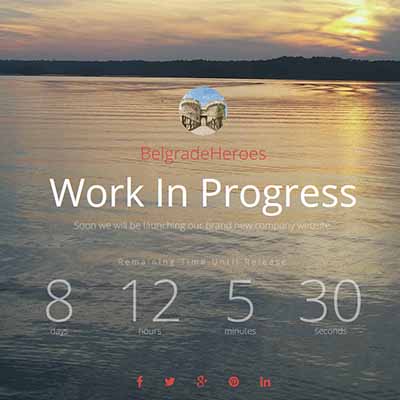 BelgradeHeroes
Work In Progress
Soon we will be launching our brand new company website.
Remaining Time Until Release
8 12 5 30
days hours minutes seconds